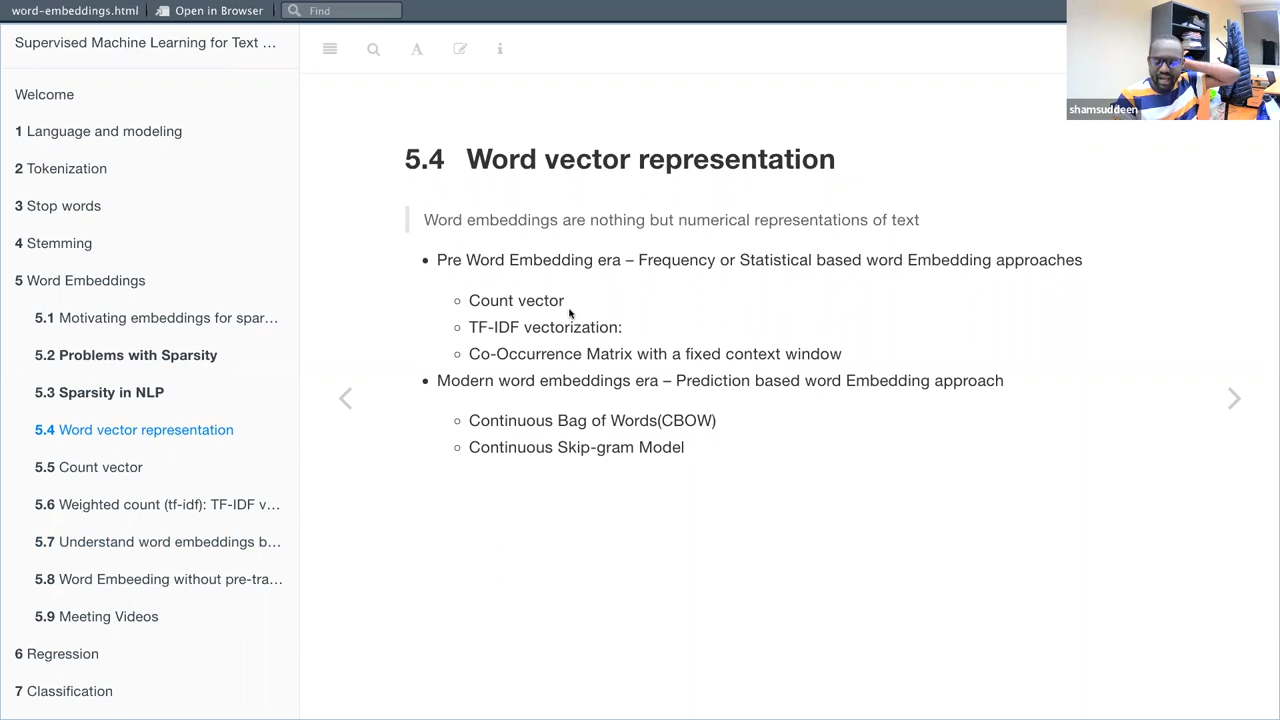 word-embeddings.html
Open in Browser
Find
Supervised Machine Learning for Text ...
Welcome
1 Language and modeling
2 Tokenization
3 Stop words
4 Stemming
5 Word Embeddings
5.1 Motivating embeddings for spar...
5.2 Problems with Sparsity
5.3 Sparsity in NLP
5.4 Word vector representation
5.5 Count vector
5.6 Weighted count (tf-idf): TF-IDF v...
5.7 Understand word embeddings b...
5.8 Word Embeeding without pre-tra...
5.9 Meeting Videos
6 Regression
7 Classification
shamsuddeen
5.4 Word vector representation
Word embeddings are nothing but numerical representations of text
• Pre Word Embedding era – Frequency or Statistical based word Embedding approaches
○ Count vector
○ TF-IDF vectorization:
○ Co-Occurrence Matrix with a fixed context window
• Modern word embeddings era – Prediction based word Embedding approach
○ Continuous Bag of Words(CBOW)
○ Continuous Skip-gram Model